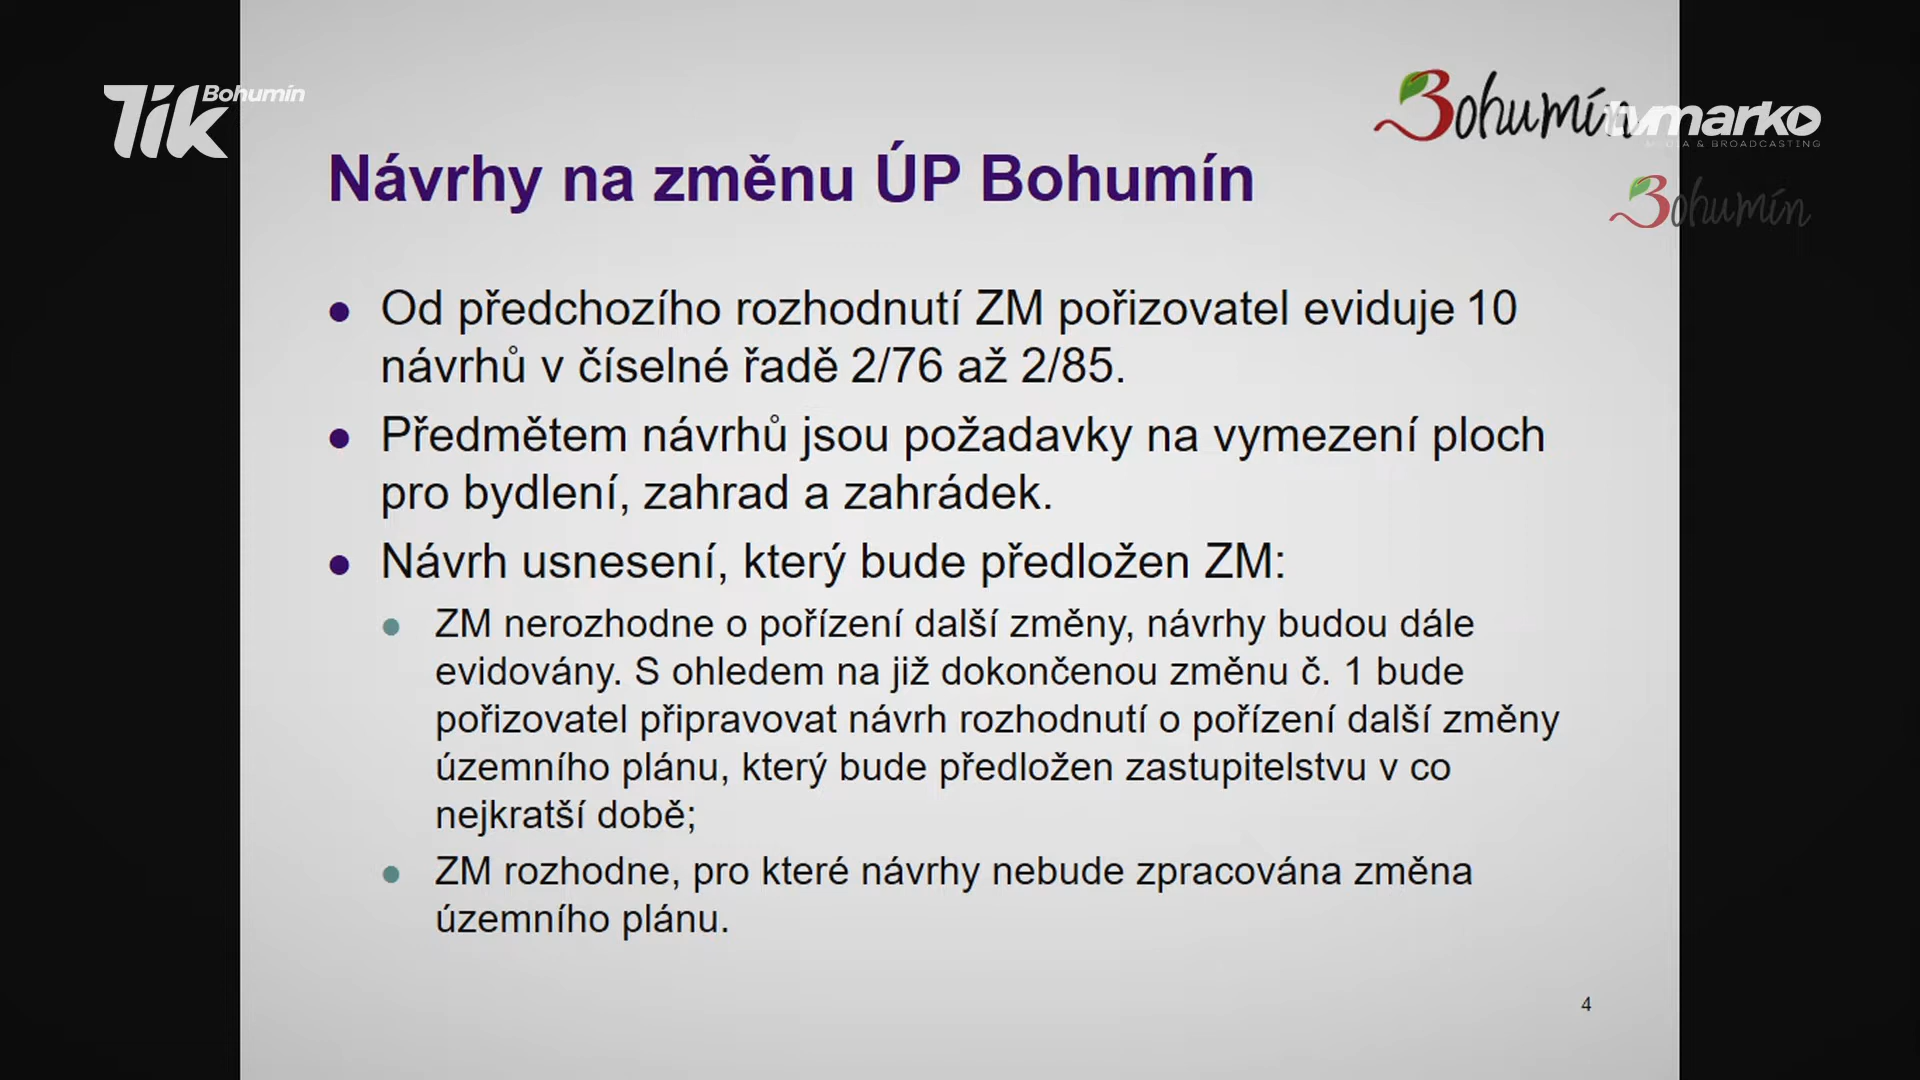 Tik Bohumín
Bohumín
tvmarko
MEDIA & BROADCASTING
Bohumín
Návrhy na změnu ÚP Bohumín
Od předchozího rozhodnutí ZM pořizovatel eviduje 10
návrhů v číselné řadě 2/76 až 2/85.
Předmětem návrhů jsou požadavky na vymezení ploch
pro bydlení, zahrad a zahrádek.
Návrh usnesení, který bude předložen ZM:
ZM nerozhodne o pořízení další změny, návrhy budou dále
evidovány. S ohledem na již dokončenou změnu č. 1 bude
pořizovatel připravovat návrh rozhodnutí o pořízení další změny
územního plánu, který bude předložen zastupitelstvu v co
nejkratší době;
ZM rozhodne, pro které návrhy nebude zpracována změna
územního plánu.
4